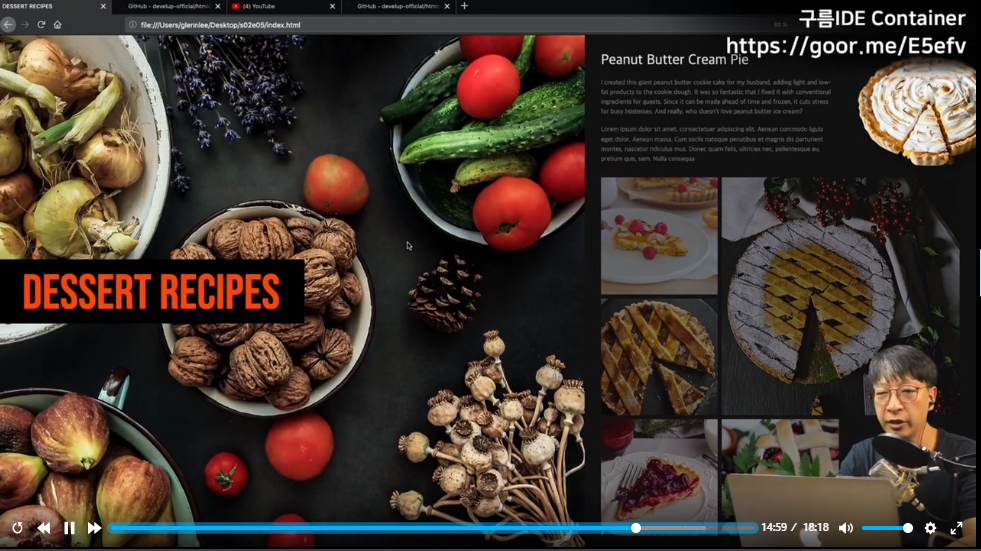 DESSERT RECIPES
GitHub - develup-official/htmlc
(4) YouTube
GitHub - develup-official/htmlc
file:///Users/glennlee/Desktop/s02e05/index.html
80 %
구름IDE Container
https://goor.me/E5efv
Peanut Butter Cream Pie
I created this giant peanut butter cookie cake for my husband, adding light and low-
fat products to the cookie dough. It was so fantastic that I fixed it with conventional
ingredients for guests. Since it can be made ahead of time and frozen, it cuts stress
for busy hostesses. And really, who doesn't love peanut butter ice cream?
Lorem ipsum dolor sit amet, consectetuer adipiscing elit. Aenean commodo ligula
eget dolor. Aenean massa. Cum sociis natoque penatibus et magnis dis parturient
montes, nascetur ridiculus mus. Donec quam felis, ultricies nec, pellentesque eu,
pretium quis, sem. Nulla consequa
DESSERT RECIPES
14:59 / 18:18